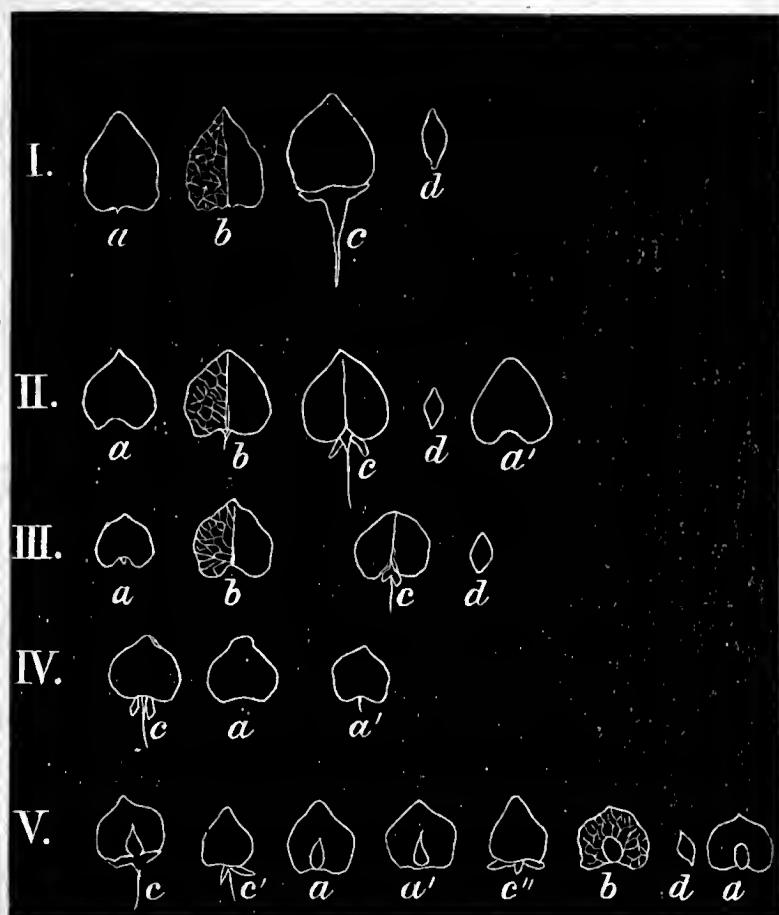 I. a b c d
II. a b c d a'
III. a b c d
IV. c a a'
V. c c' a a' c" b d a